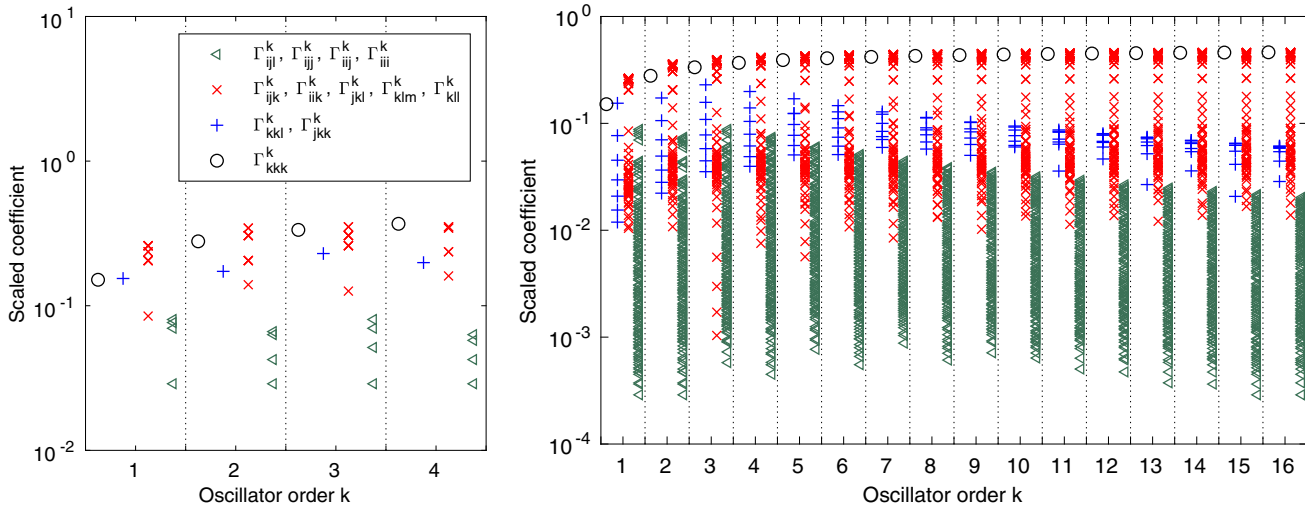 10^1
10^0
10^-1
10^-2
Scaled coefficient
Γ^k_ijl, Γ^k_ijj, Γ^k_iij, Γ^k_iii
Γ^k_ijk, Γ^k_iik, Γ^k_jkl, Γ^k_klm, Γ^k_kll
Γ^k_kkl, Γ^k_jkk
Γ^k_kkk
1 2 3 4
Oscillator order k
10^0
10^-1
10^-2
10^-3
10^-4
Scaled coefficient
1 2 3 4 5 6 7 8 9 10 11 12 13 14 15 16
Oscillator order k